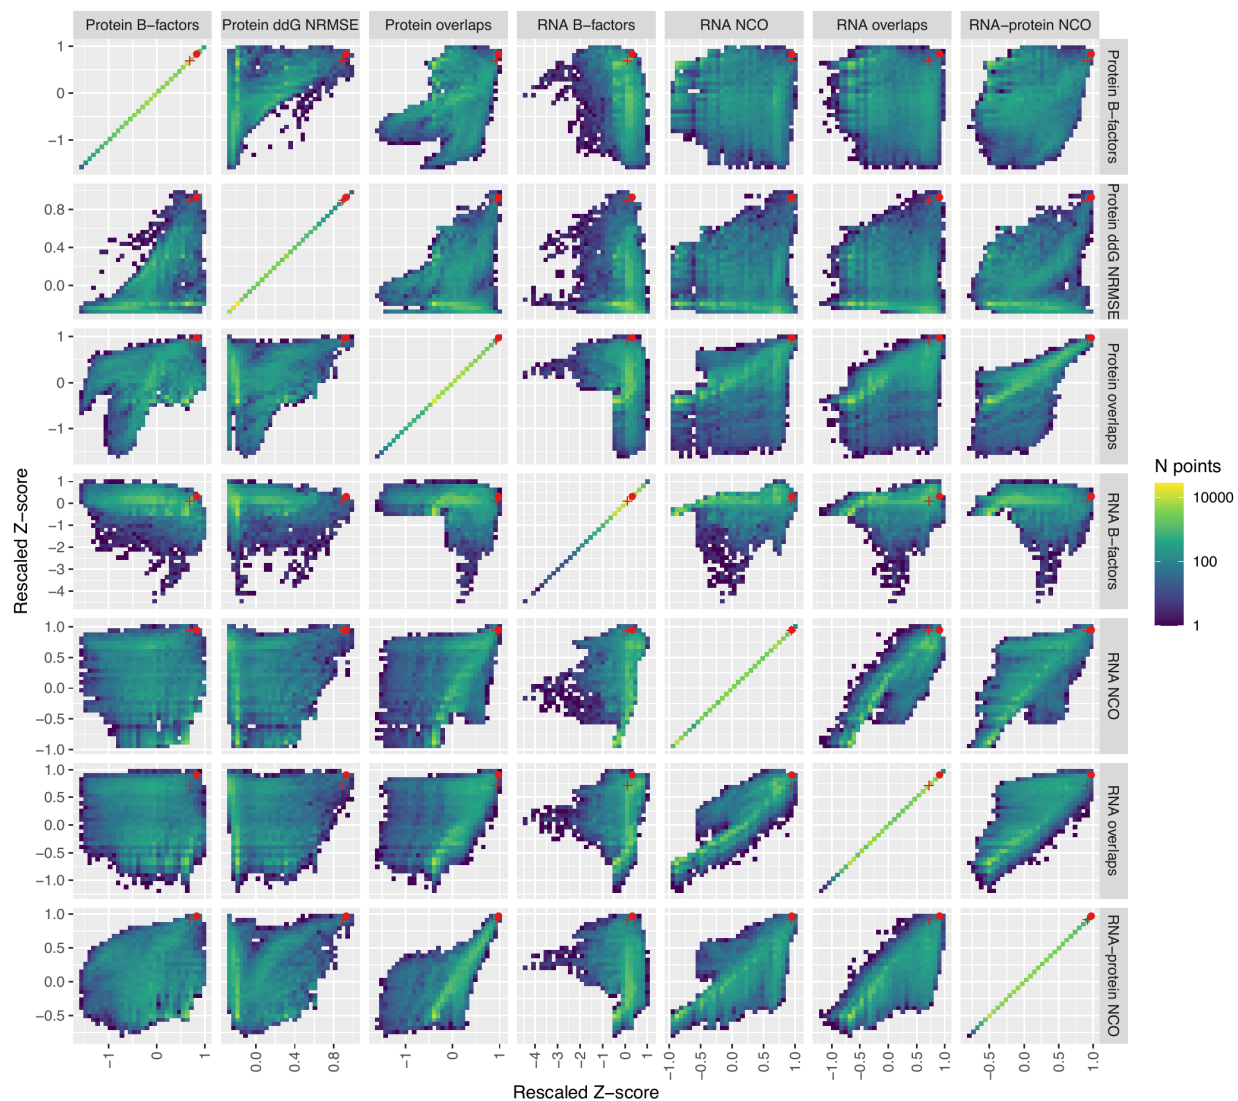 Protein B−factors Protein ddG NRMSE Protein overlaps RNA B−factors RNA NCO RNA overlaps RNA−protein NCO
1
0
−1
Protein B−factors
0.8
0.4
0.0
Protein ddG NRMSE
1
0
−1
Protein overlaps
1
0
−1
−2
−3
−4
RNA B−factors
1.0
0.5
0.0
−0.5
−1.0
RNA NCO
1.0
0.5
0.0
−0.5
−1.0
RNA overlaps
1.0
0.5
0.0
−0.5
RNA−protein NCO
Rescaled Z−score
−1 0 1 0.0 0.4 0.8 −1 0 1 −4 −3 −2 −1 0 1 −1.0 −0.5 0.0 0.5 1.0 −1.0 −0.5 0.0 0.5 1.0 −0.5 0.0 0.5 1.0
Rescaled Z−score
N points
10000
100
1